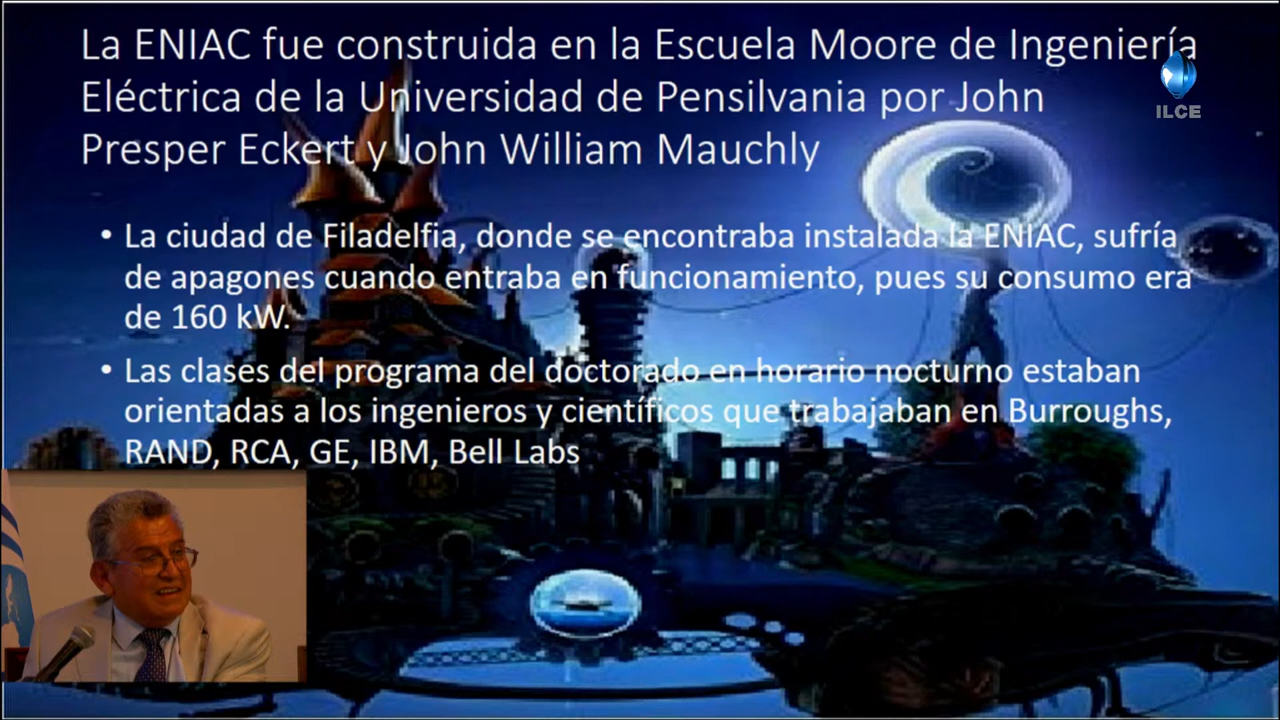 La ENIAC fue construida en la Escuela Moore de Ingeniería
Eléctrica de la Universidad de Pensilvania por John
Presper Eckert y John William Mauchly
ILCE
• La ciudad de Filadelfia, donde se encontraba instalada la ENIAC, sufría
de apagones cuando entraba en funcionamiento, pues su consumo era
de 160 kW.
• Las clases del programa del doctorado en horario nocturno estaban
orientadas a los ingenieros y científicos que trabajaban en Burroughs,
RAND, RCA, GE, IBM, Bell Labs